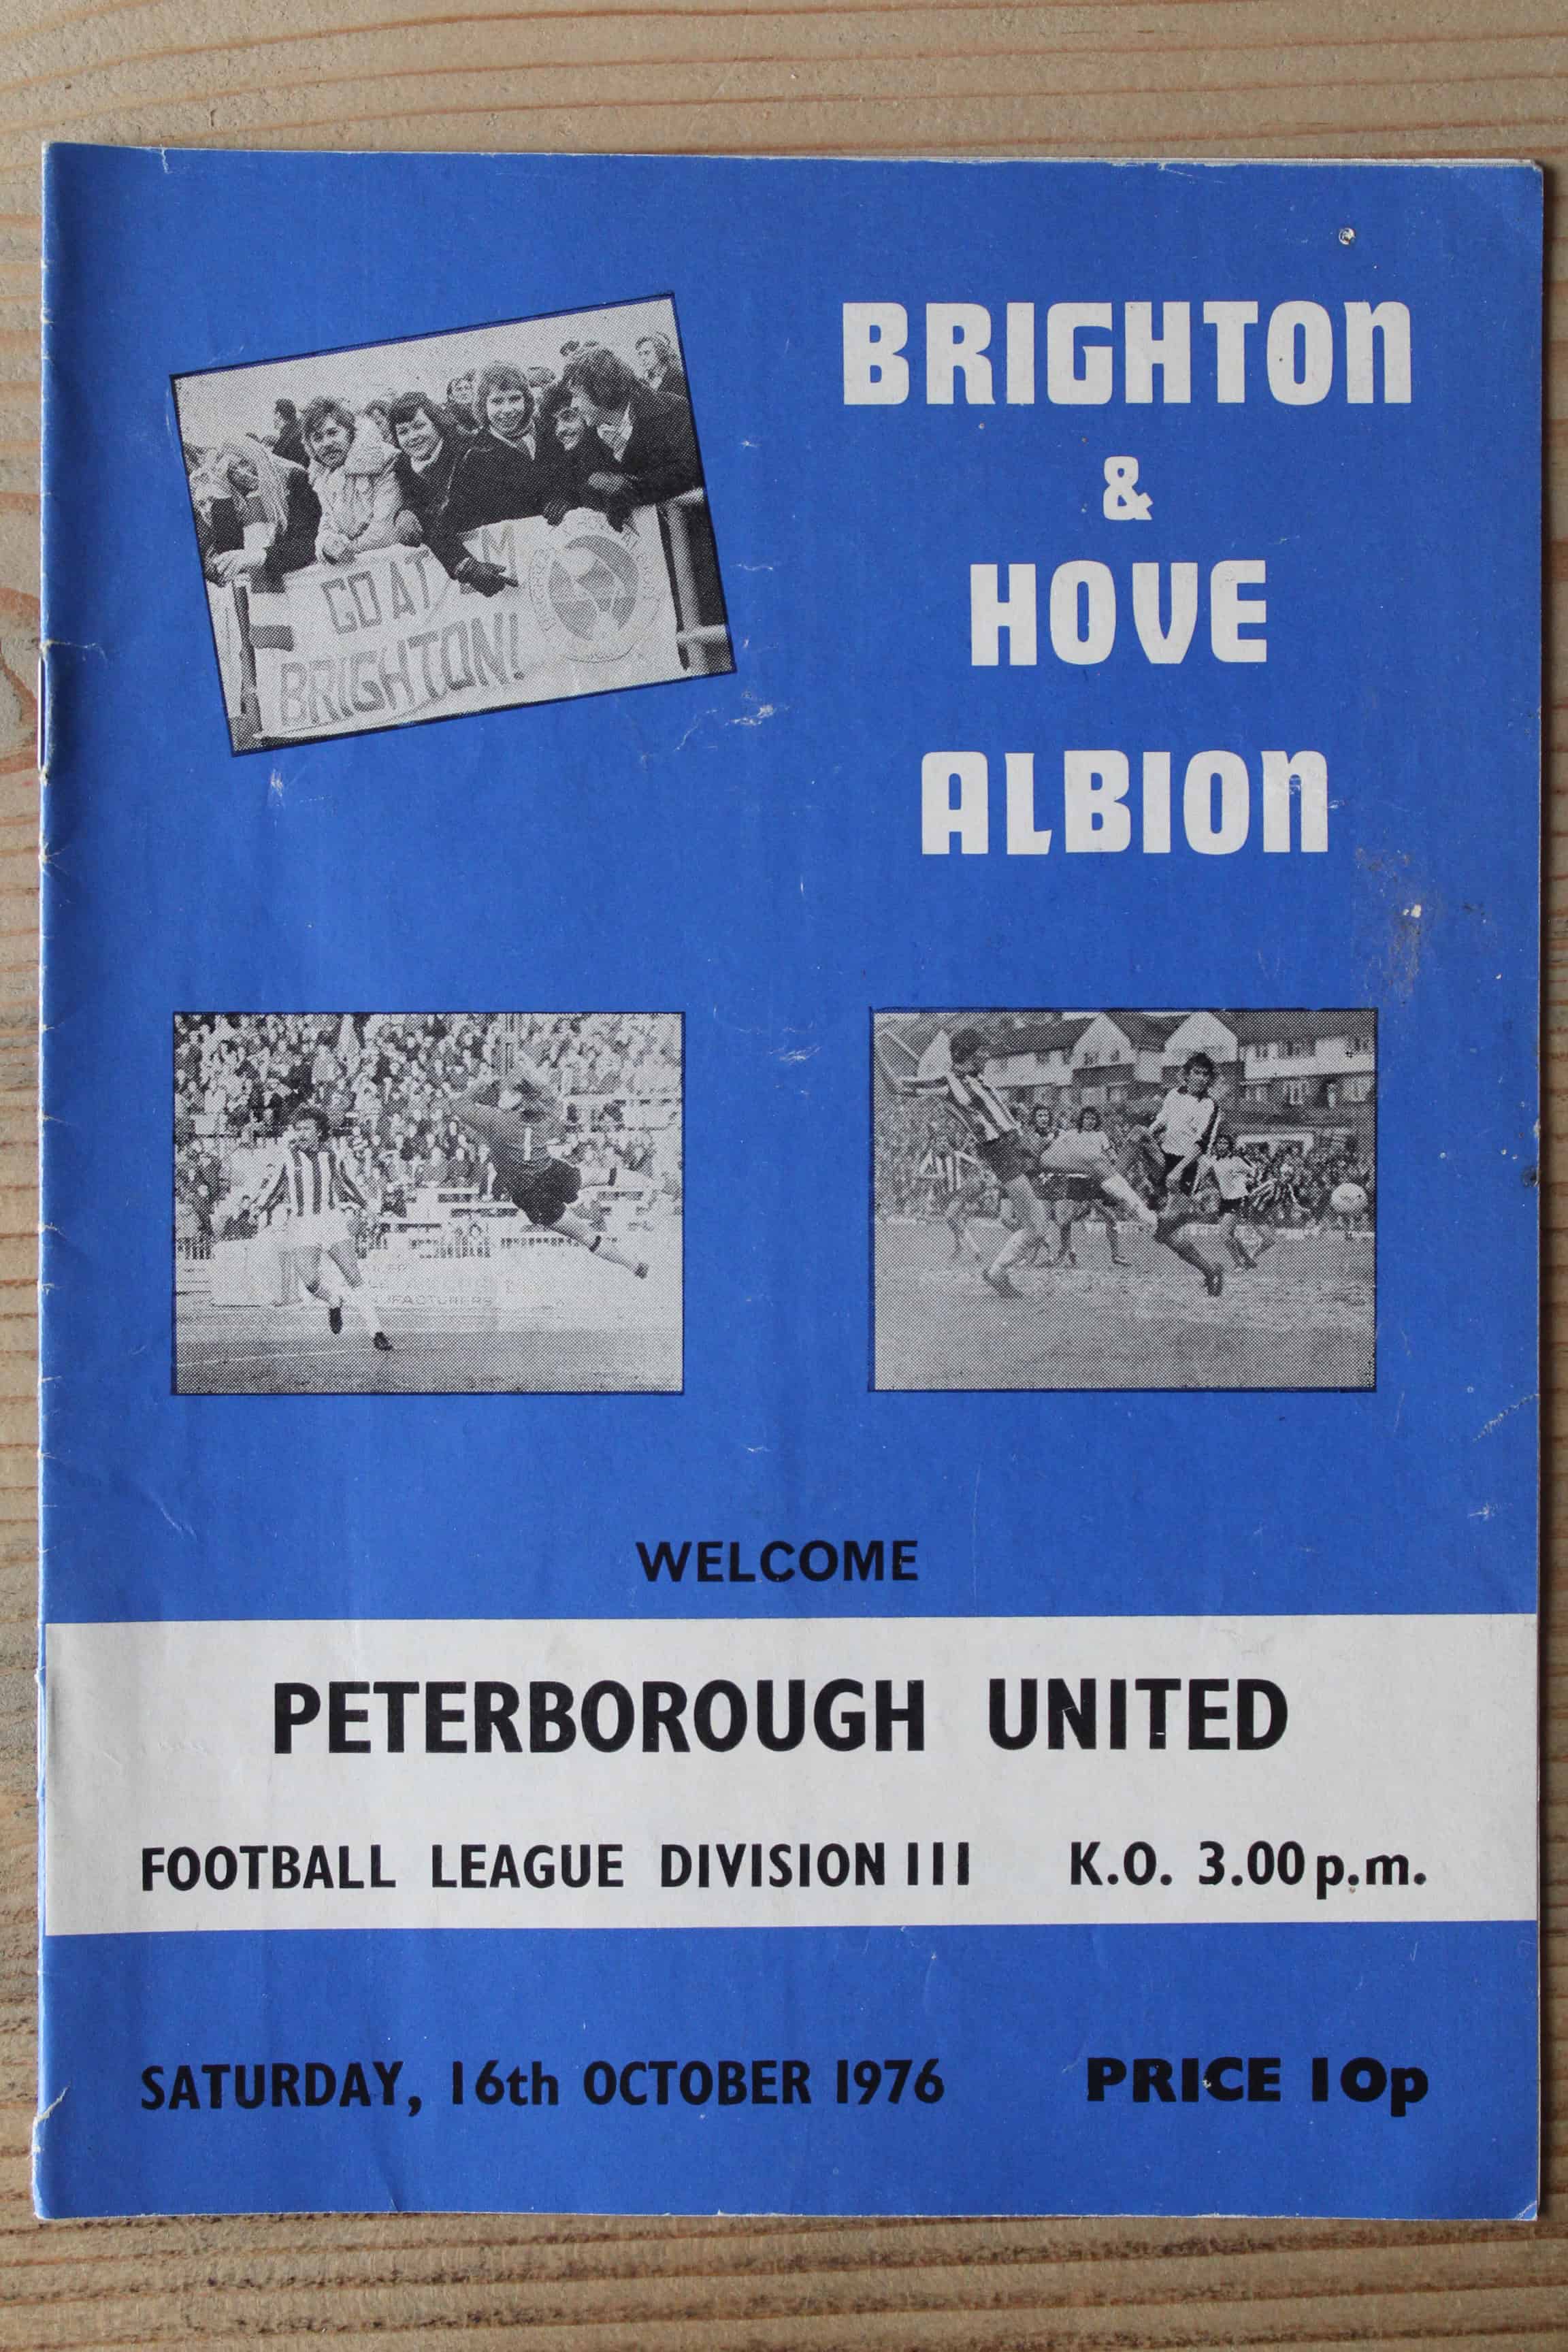 BRIGHTON
&
HOVE
ALBION
GO AT
BRIGHTON!
WELCOME
PETERBOROUGH UNITED
FOOTBALL LEAGUE DIVISION III K.O. 3.00 p.m.
SATURDAY, 16th OCTOBER 1976 PRICE 10p